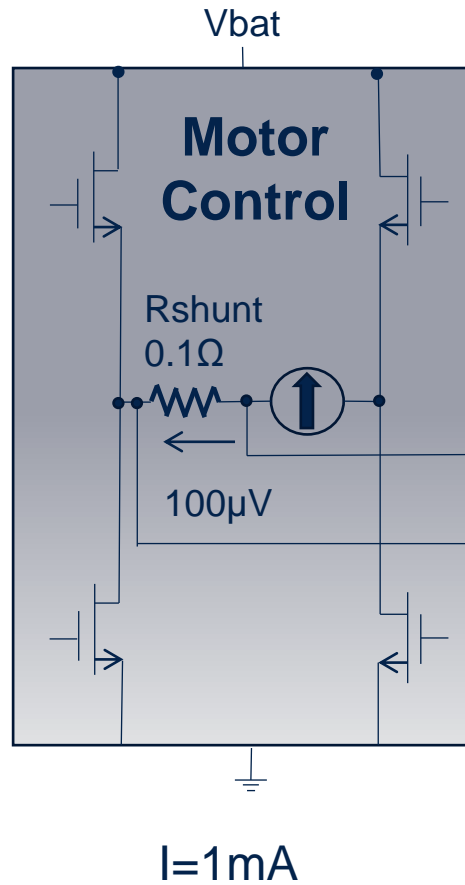 Vbat
Motor
Control
Rshunt
0.1Ω
100µV
I=1mA